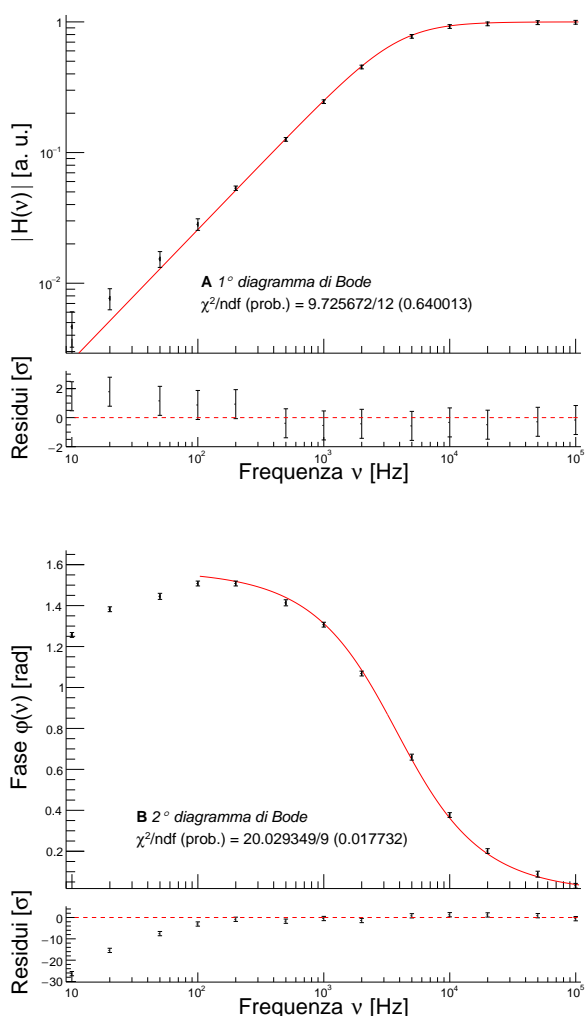 1
10⁻¹
10⁻²
|H(ν)| [a. u.]
A 1° diagramma di Bode
χ²/ndf (prob.) = 9.725672/12 (0.640013)
2
0
−2
Residui [σ]
10 10² 10³ 10⁴ 10⁵
Frequenza ν [Hz]
1.6
1.4
1.2
1
0.8
0.6
0.4
0.2
Fase φ(ν) [rad]
B 2° diagramma di Bode
χ²/ndf (prob.) = 20.029349/9 (0.017732)
0
−10
−20
−30
Residui [σ]
10 10² 10³ 10⁴ 10⁵
Frequenza ν [Hz]